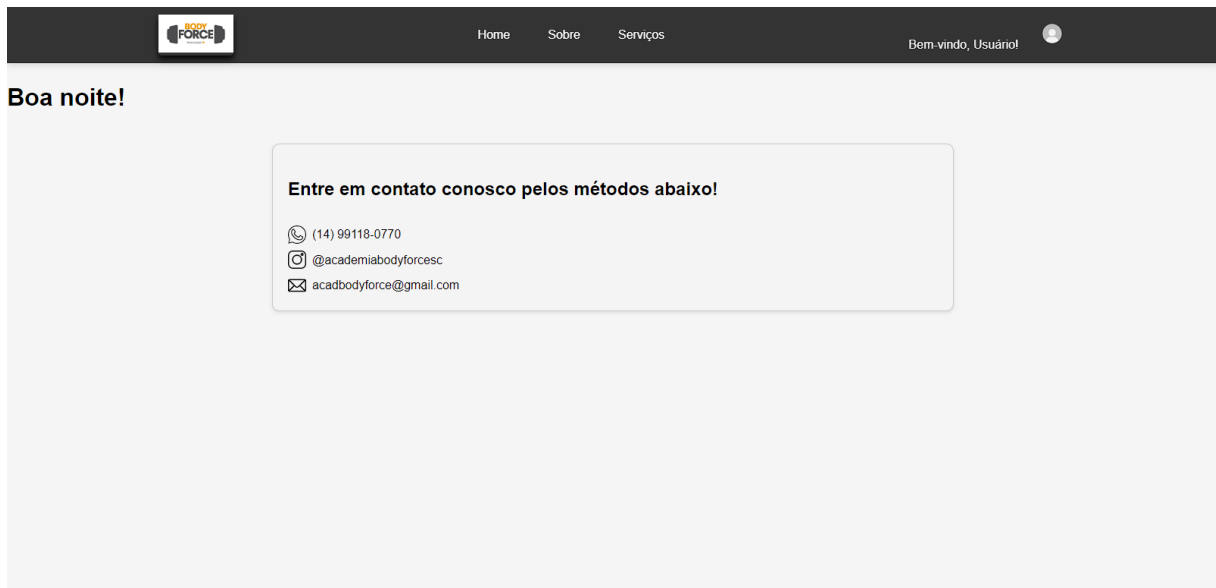 BODY
FORCE
Home Sobre Serviços
Bem-vindo, Usuário!
Boa noite!
Entre em contato conosco pelos métodos abaixo!
(14) 99118-0770
@academiabodyforcesc
acadbodyforce@gmail.com